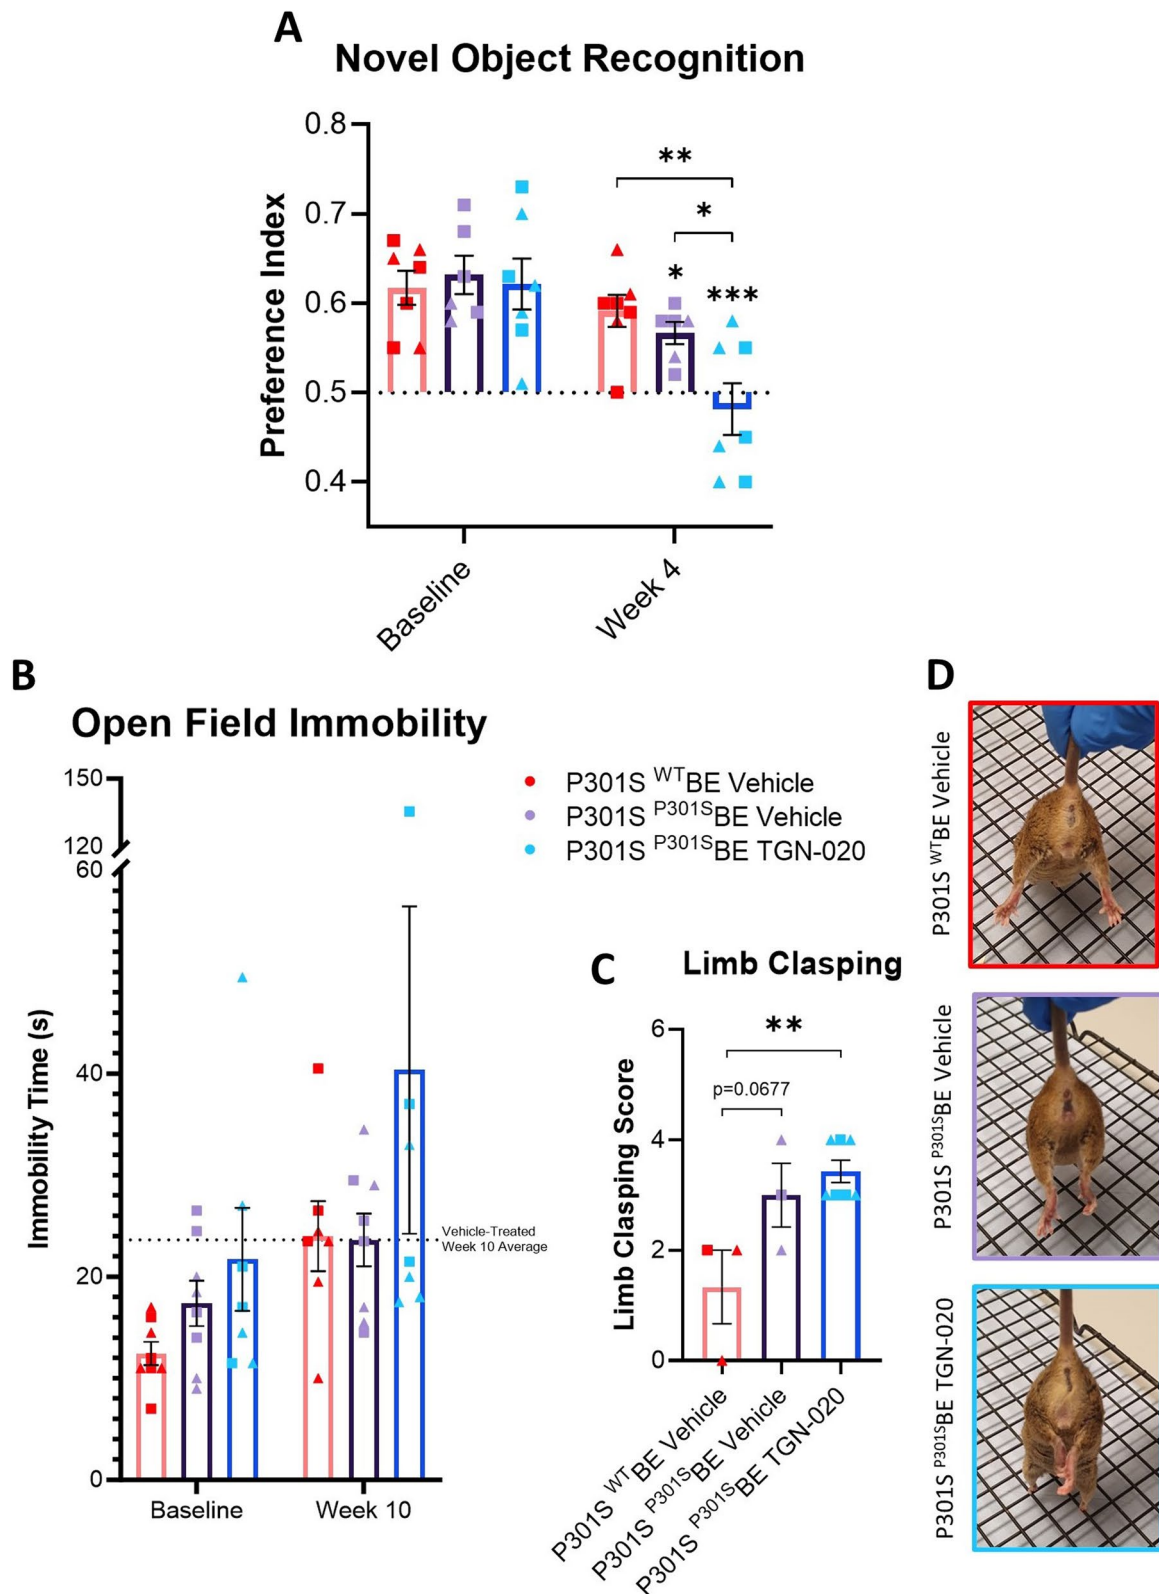 A
Novel Object Recognition
Preference Index
0.8
0.7
0.6
0.5
0.4
**
*
*
***
Baseline
Week 4
B
Open Field Immobility
Immobility Time (s)
150
120
60
40
20
0
Vehicle-Treated
Week 10 Average
Baseline
Week 10
P301S WTBE Vehicle
P301S P301SBE Vehicle
P301S P301SBE TGN-020
C
Limb Clasping
Limb Clasping Score
6
4
2
0
**
p=0.0677
P301S WTBE Vehicle
P301S P301SBE Vehicle
P301S P301SBE TGN-020
D
P301S WTBE Vehicle
P301S P301SBE Vehicle
P301S P301SBE TGN-020